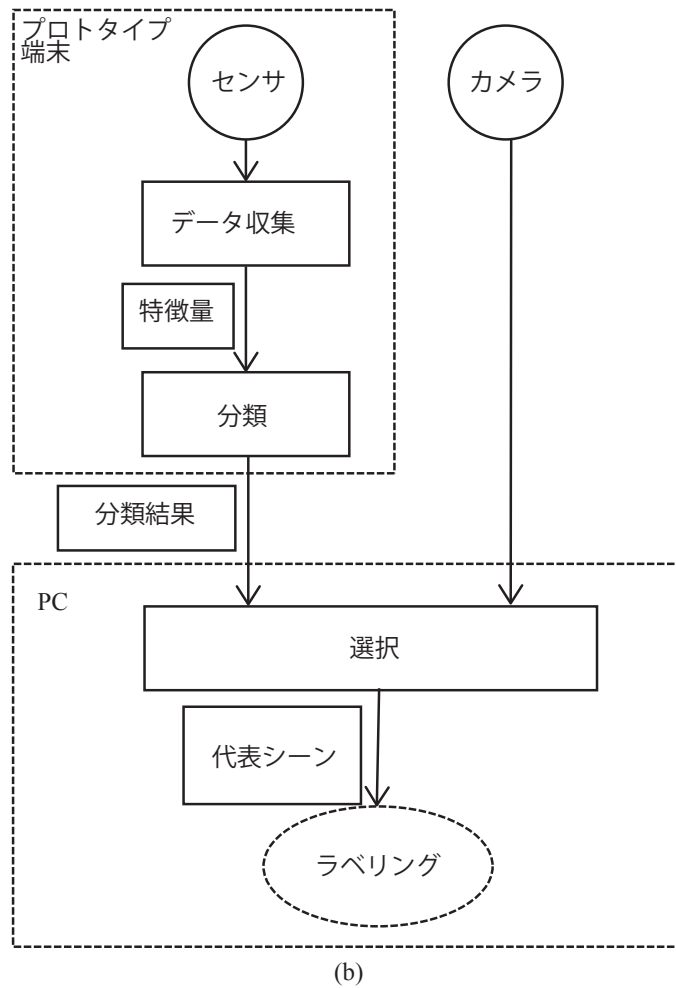 プロトタイプ
端末
センサ
カメラ
データ収集
特徴量
分類
分類結果
PC
選択
代表シーン
ラベリング
(b)